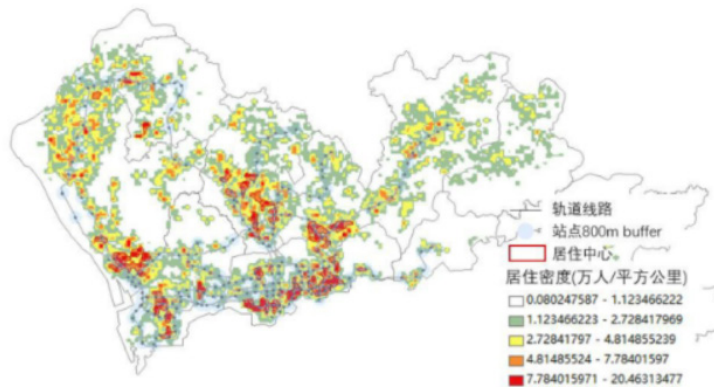 轨道线路
站点800m buffer
居住中心
居住密度(万人/平方公里)
0.080247587 - 1.123466222
1.123466223 - 2.728417969
2.72841797 - 4.814855239
4.81485524 - 7.78401597
7.784015971 - 20.46313477